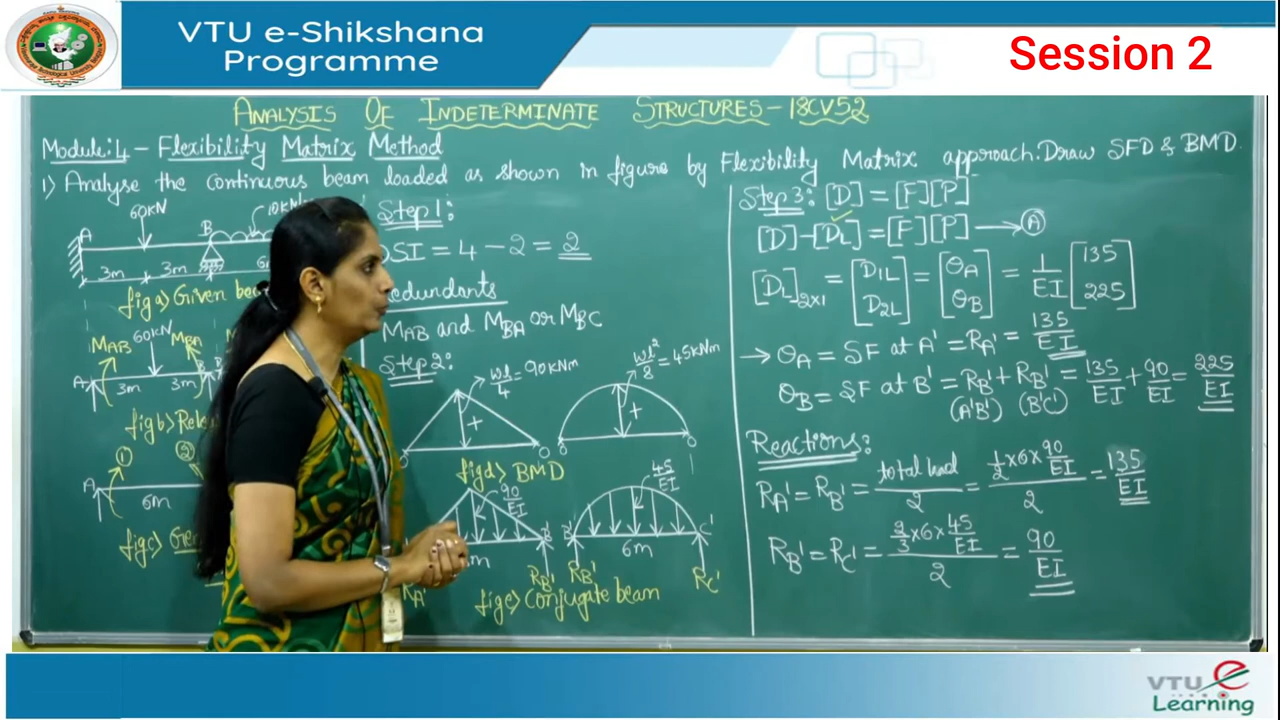 VTU e-Shikshana
Programme
Session 2
ANALYSIS OF INDETERMINATE STRUCTURES - 18CV52
Module:4 - Flexibility Matrix Method
1) Analyse the continuous beam loaded as shown in figure by Flexibility Matrix approach. Draw SFD & BMD.
60kN
A
B
3m
3m
fig a) Given
MAB
60kN
MBA
A
3m
3m
fig b)
①
②
A
6m
fig c)
Step 1:
DSI = 4 - 2 = 2
MAB and MBA or MBC
Step 2:
wl/4 = 90kNm
wl²/8 = 45kNm
+
+
fig d) BMD
90/EI
45/EI
B'
B'
C'
6m
RA'
RB'
RB'
RC'
fig e) Conjugate beam
Step 3: [D] = [F][P]
[D]-[DL] = [F][P] → Ⓐ
[DL]2x1 = [D1L D2L] = [θA θB] = 1/EI [135 225]
→ θA = SF at A' = RA' = 135/EI
θB = SF at B' = RB' + RB' = 135/EI + 90/EI = 225/EI
(A'B') (B'C')
Reactions:
RA' = RB' = total load/2 = 1/2 x 6 x 90/EI / 2 = 135/EI
RB' = RC' = 2/3 x 6 x 45/EI / 2 = 90/EI
VTU e
Learning